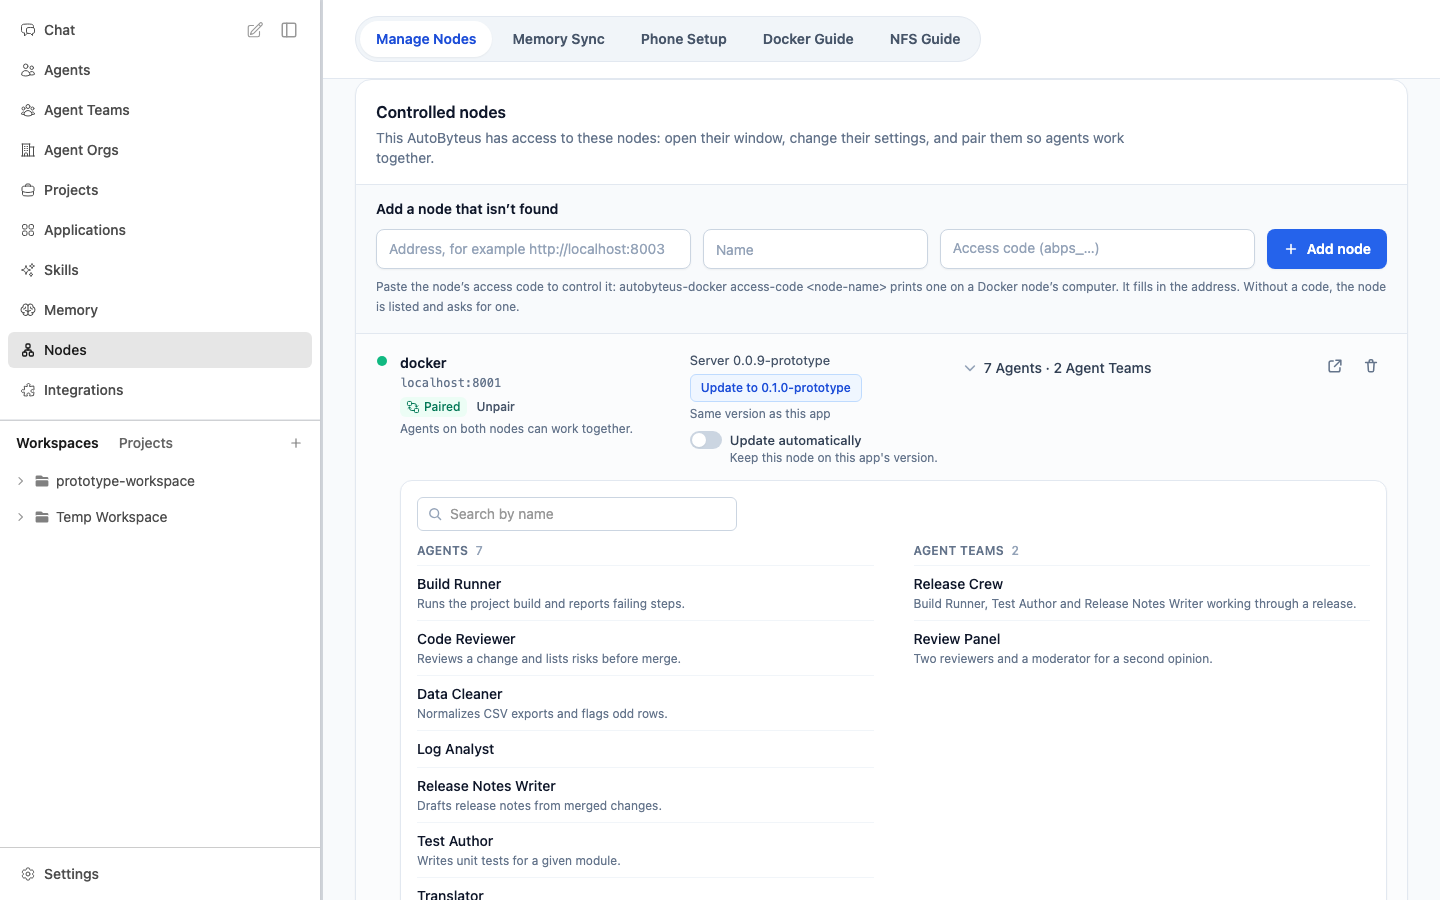 Chat
Agents
Agent Teams
Agent Orgs
Projects
Applications
Skills
Memory
Nodes
Integrations
Workspaces Projects
prototype-workspace
Temp Workspace
Settings
Manage Nodes Memory Sync Phone Setup Docker Guide NFS Guide
Controlled nodes
This AutoByteus has access to these nodes: open their window, change their settings, and pair them so agents work
together.
Add a node that isn’t found
Address, for example http://localhost:8003 Name Access code (abps_…) Add node
Paste the node’s access code to control it: autobyteus-docker access-code <node-name> prints one on a Docker node’s computer. It fills in the address. Without a code, the node
is listed and asks for one.
docker
localhost:8001
Paired Unpair
Agents on both nodes can work together.
Server 0.0.9-prototype
Update to 0.1.0-prototype
Same version as this app
Update automatically
Keep this node on this app's version.
7 Agents · 2 Agent Teams
Search by name
AGENTS 7
Build Runner
Runs the project build and reports failing steps.
Code Reviewer
Reviews a change and lists risks before merge.
Data Cleaner
Normalizes CSV exports and flags odd rows.
Log Analyst
Release Notes Writer
Drafts release notes from merged changes.
Test Author
Writes unit tests for a given module.
Translator
AGENT TEAMS 2
Release Crew
Build Runner, Test Author and Release Notes Writer working through a release.
Review Panel
Two reviewers and a moderator for a second opinion.